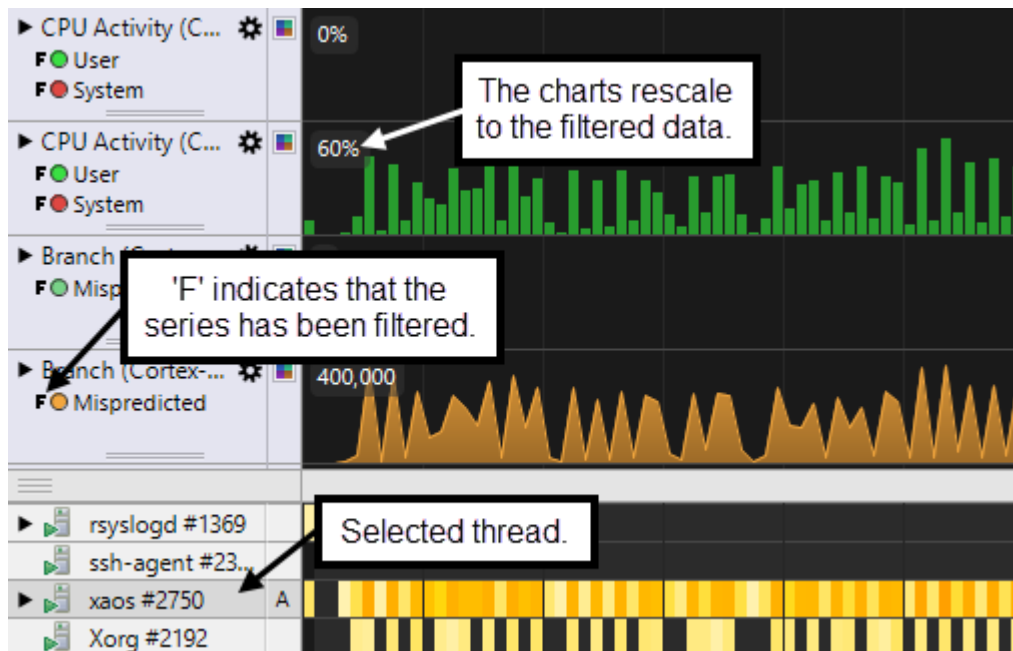 CPU Activity (C...
0%
F User
F System
The charts rescale
to the filtered data.
CPU Activity (C...
60%
F User
F System
Branch
F Misp
'F' indicates that the
series has been filtered.
Branch (Cortex-...
400,000
F Mispredicted
rsyslogd #1369
Selected thread.
ssh-agent #23...
xaos #2750 A
Xorg #2192